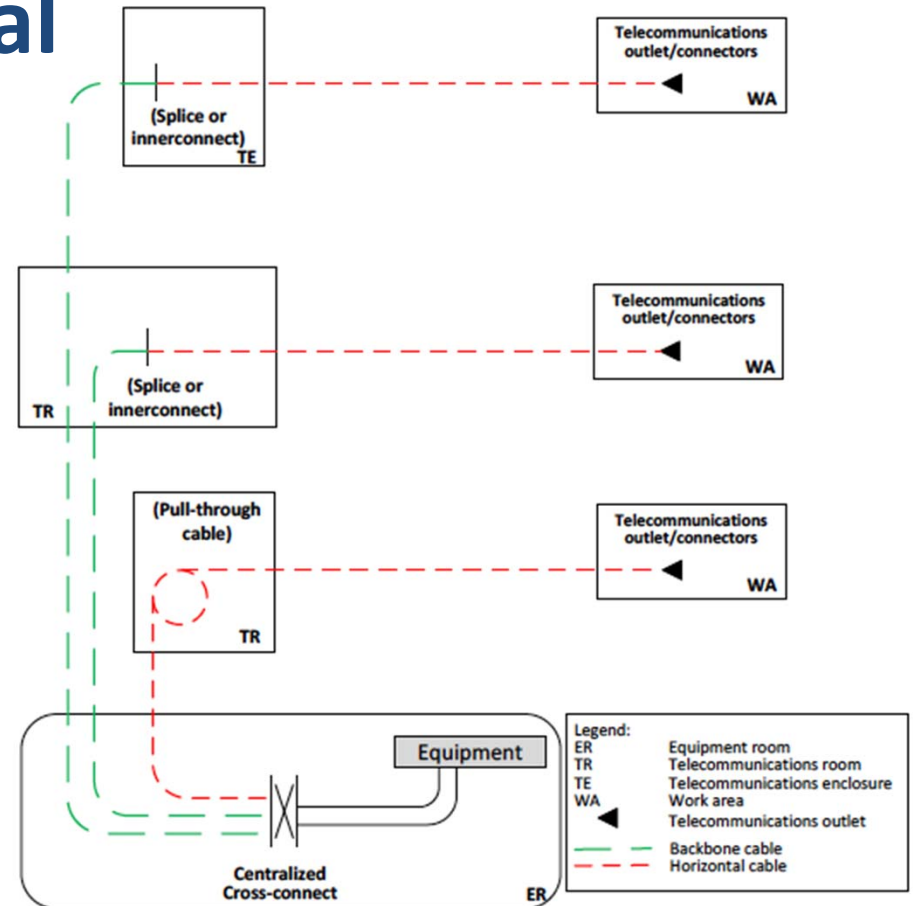 al
Telecommunications
outlet/connectors
WA
(Splice or
innerconnect)
TE
Telecommunications
outlet/connectors
WA
(Splice or
innerconnect)
TR
Telecommunications
outlet/connectors
WA
(Pull-through
cable)
TR
Equipment
Centralized
Cross-connect
ER
Legend:
ER Equipment room
TR Telecommunications room
TE Telecommunications enclosure
WA Work area
Telecommunications outlet
Backbone cable
Horizontal cable